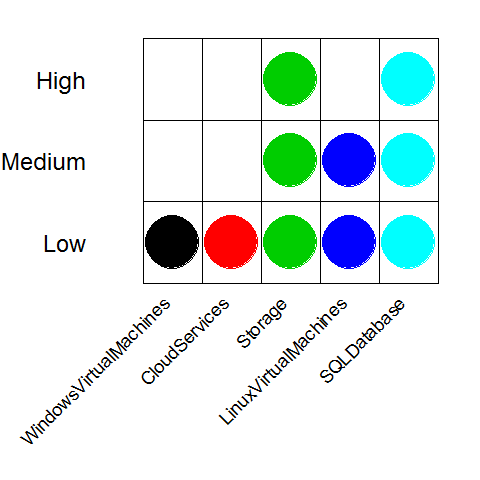 High
Medium
Low
WindowsVirtualMachines
CloudServices
Storage
LinuxVirtualMachines
SQLDatabase